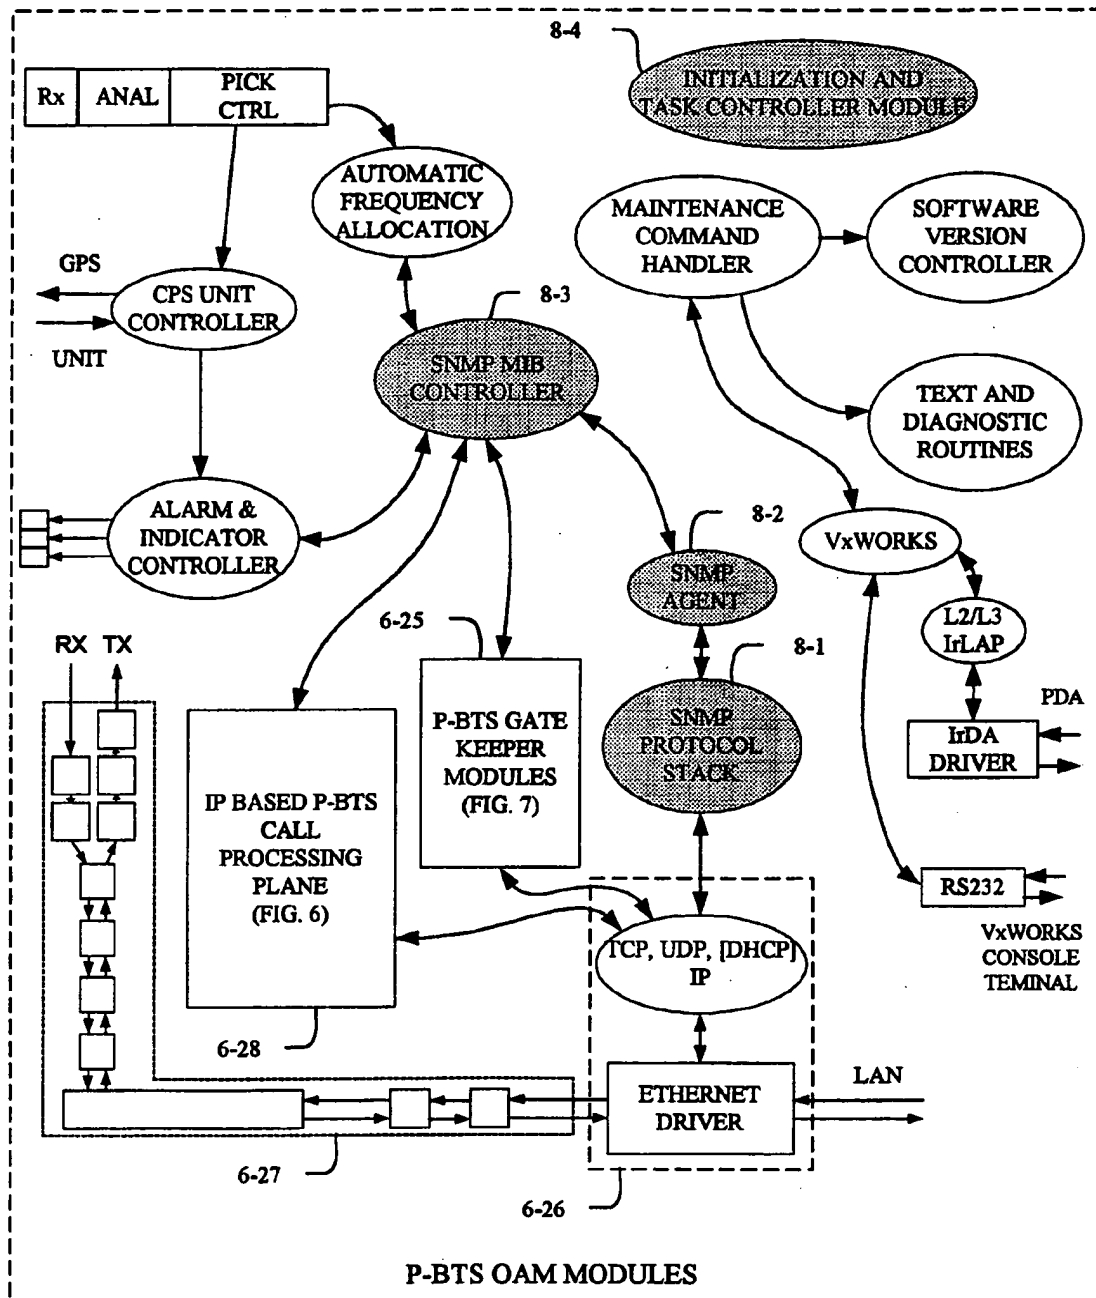 8-4
INITIALIZATION AND
TASK CONTROLLER MODULE
Rx
ANAL
PICK
CTRL
AUTOMATIC
FREQUENCY
ALLOCATION
MAINTENANCE
COMMAND
HANDLER
SOFTWARE
VERSION
CONTROLLER
GPS
CPS UNIT
CONTROLLER
UNIT
8-3
SNMP MIB
CONTROLLER
TEXT AND
DIAGNOSTIC
ROUTINES
ALARM &
INDICATOR
CONTROLLER
8-2
SNMP
AGENT
VxWORKS
L2/L3
IrLAP
6-25
8-1
RX
TX
P-BTS GATE
KEEPER
MODULES
(FIG. 7)
SNMP
PROTOCOL
STACK
PDA
IrDA
DRIVER
IP BASED P-BTS
CALL
PROCESSING
PLANE
(FIG. 6)
RS232
VxWORKS
CONSOLE
TEMINAL
TCP, UDP, [DHCP]
IP
6-28
ETHERNET
DRIVER
LAN
6-27
6-26
P-BTS OAM MODULES